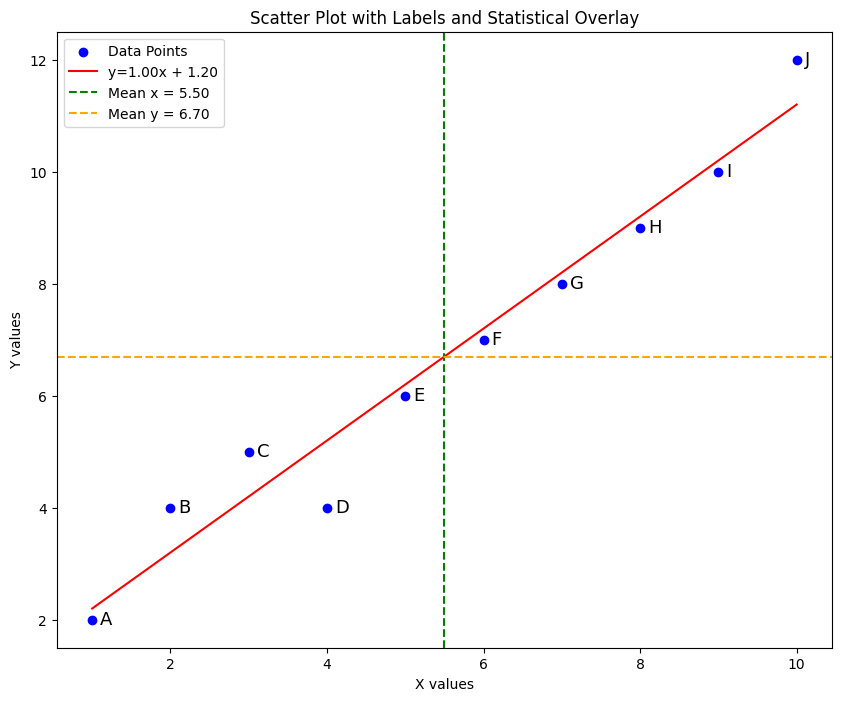 Scatter Plot with Labels and Statistical Overlay
Data Points
y=1.00x + 1.20
Mean x = 5.50
Mean y = 6.70
12
10
8
6
4
2
Y values
J
I
H
G
F
E
C
B
D
A
2
4
6
8
10
X values